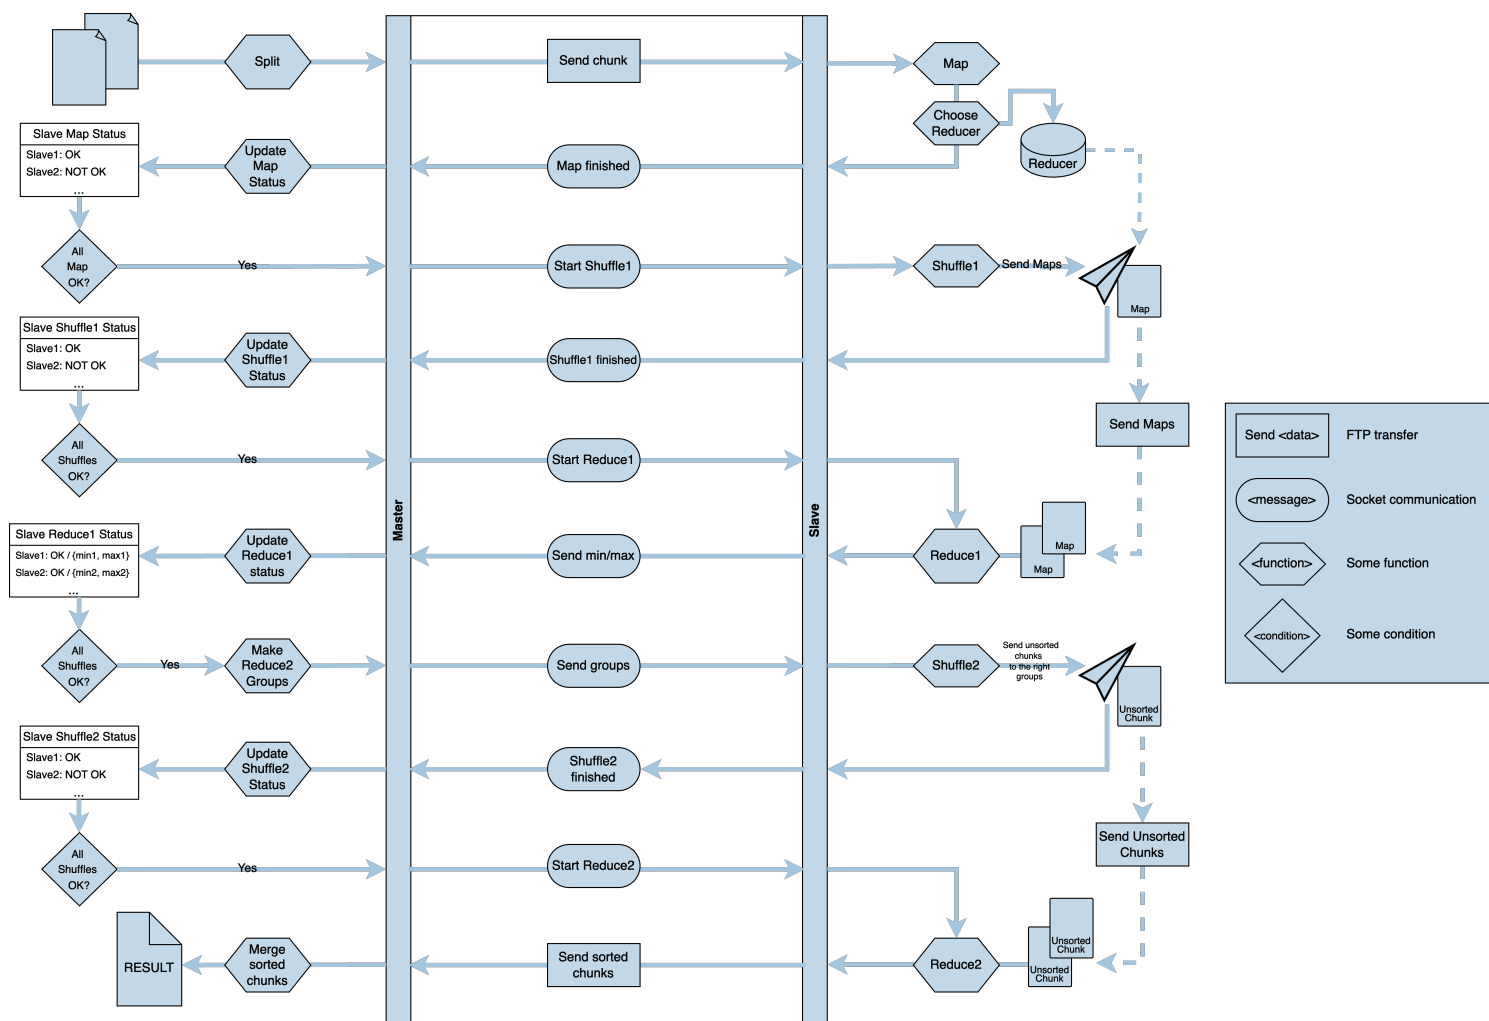 Split
Send chunk
Map
Choose
Reducer
Reducer
Slave Map Status
Slave1: OK
Slave2: NOT OK
...
Update
Map
Status
Map finished
All
Map
OK?
Yes
Start Shuffle1
Shuffle1
Send Maps
Map
Slave Shuffle1 Status
Slave1: OK
Slave2: NOT OK
...
Update
Shuffle1
Status
Shuffle1 finished
Send Maps
All
Shuffles
OK?
Yes
Start Reduce1
Master
Slave
Slave Reduce1 Status
Slave1: OK / {min1, max1}
Slave2: OK / {min2, max2}
...
Update
Reduce1
status
Send min/max
Reduce1
Map
Map
All
Shuffles
OK?
Yes
Make
Reduce2
Groups
Send groups
Shuffle2
Send unsorted
chunks
to the right
groups
Unsorted
Chunk
Slave Shuffle2 Status
Slave1: OK
Slave2: NOT OK
...
Update
Shuffle2
Status
Shuffle2
finished
Send Unsorted
Chunks
All
Shuffles
OK?
Yes
Start Reduce2
RESULT
Merge
sorted
chunks
Send sorted
chunks
Reduce2
Unsorted
Chunk
Unsorted
Chunk
Send <data>
FTP transfer
<message>
Socket communication
<function>
Some function
<condition>
Some condition